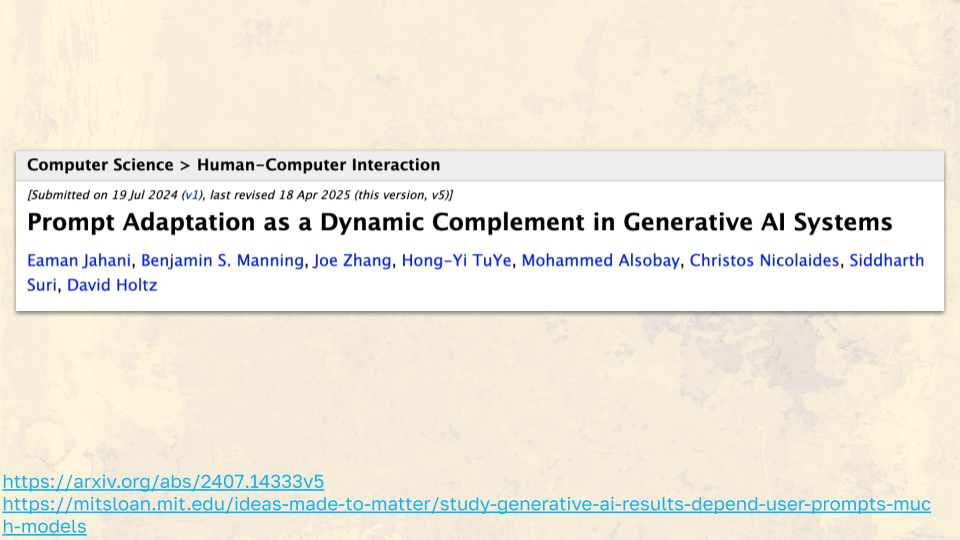 Computer Science > Human-Computer Interaction
[Submitted on 19 Jul 2024 (v1), last revised 18 Apr 2025 (this version, v5)]
Prompt Adaptation as a Dynamic Complement in Generative AI Systems
Eaman Jahani, Benjamin S. Manning, Joe Zhang, Hong-Yi TuYe, Mohammed Alsobay, Christos Nicolaides, Siddharth
Suri, David Holtz
https://arxiv.org/abs/2407.14333v5
https://mitsloan.mit.edu/ideas-made-to-matter/study-generative-ai-results-depend-user-prompts-muc
h-models